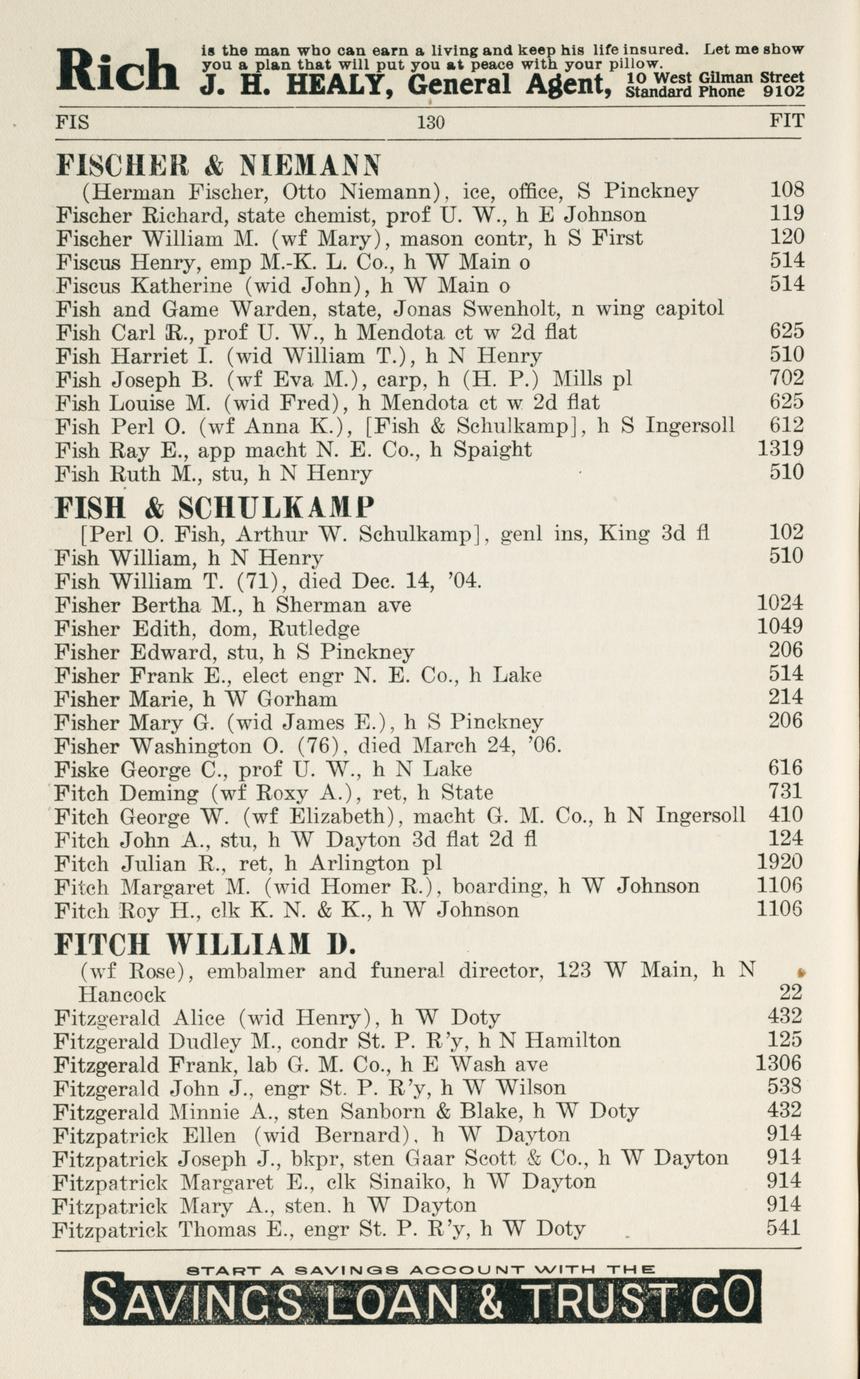 Rich is the man who can earn a living and keep his life insured. Let me show
you a plan that will put you at peace with your pillow.
J. H. HEALY, General Agent, 10 West Gilman Street
Standard Phone 9102
FIS 130 FIT
FISCHER & NIEMANN
(Herman Fischer, Otto Niemann), ice, office, S Pinckney 108
Fischer Richard, state chemist, prof U. W., h E Johnson 119
Fischer William M. (wf Mary), mason contr, h S First 120
Fiscus Henry, emp M.-K. L. Co., h W Main o 514
Fiscus Katherine (wid John), h W Main o 514
Fish and Game Warden, state, Jonas Swenholt, n wing capitol
Fish Carl R., prof U. W., h Mendota ct w 2d flat 625
Fish Harriet I. (wid William T.), h N Henry 510
Fish Joseph B. (wf Eva M.), carp, h (H. P.) Mills pl 702
Fish Louise M. (wid Fred), h Mendota ct w 2d flat 625
Fish Perl O. (wf Anna K.), [Fish & Schulkamp], h S Ingersoll 612
Fish Ray E., app macht N. E. Co., h Spaight 1319
Fish Ruth M., stu, h N Henry 510
FISH & SCHULKAMP
[Perl O. Fish, Arthur W. Schulkamp], genl ins, King 3d fl 102
Fish William, h N Henry 510
Fish William T. (71), died Dec. 14, '04.
Fisher Bertha M., h Sherman ave 1024
Fisher Edith, dom, Rutledge 1049
Fisher Edward, stu, h S Pinckney 206
Fisher Frank E., elect engr N. E. Co., h Lake 514
Fisher Marie, h W Gorham 214
Fisher Mary G. (wid James E.), h S Pinckney 206
Fisher Washington O. (76), died March 24, '06.
Fiske George C., prof U. W., h N Lake 616
Fitch Deming (wf Roxy A.), ret, h State 731
Fitch George W. (wf Elizabeth), macht G. M. Co., h N Ingersoll 410
Fitch John A., stu, h W Dayton 3d flat 2d fl 124
Fitch Julian R., ret, h Arlington pl 1920
Fitch Margaret M. (wid Homer R.), boarding, h W Johnson 1106
Fitch Roy H., clk K. N. & K., h W Johnson 1106
FITCH WILLIAM D.
(wf Rose), embalmer and funeral director, 123 W Main, h N
Hancock 22
Fitzgerald Alice (wid Henry), h W Doty 432
Fitzgerald Dudley M., condr St. P. R'y, h N Hamilton 125
Fitzgerald Frank, lab G. M. Co., h E Wash ave 1306
Fitzgerald John J., engr St. P. R'y, h W Wilson 538
Fitzgerald Minnie A., sten Sanborn & Blake, h W Doty 432
Fitzpatrick Ellen (wid Bernard), h W Dayton 914
Fitzpatrick Joseph J., bkpr, sten Gaar Scott & Co., h W Dayton 914
Fitzpatrick Margaret E., clk Sinaiko, h W Dayton 914
Fitzpatrick Mary A., sten. h W Dayton 914
Fitzpatrick Thomas E., engr St. P. R'y, h W Doty 541
START A SAVINGS ACCOUNT WITH THE
SAVINGS LOAN & TRUST CO